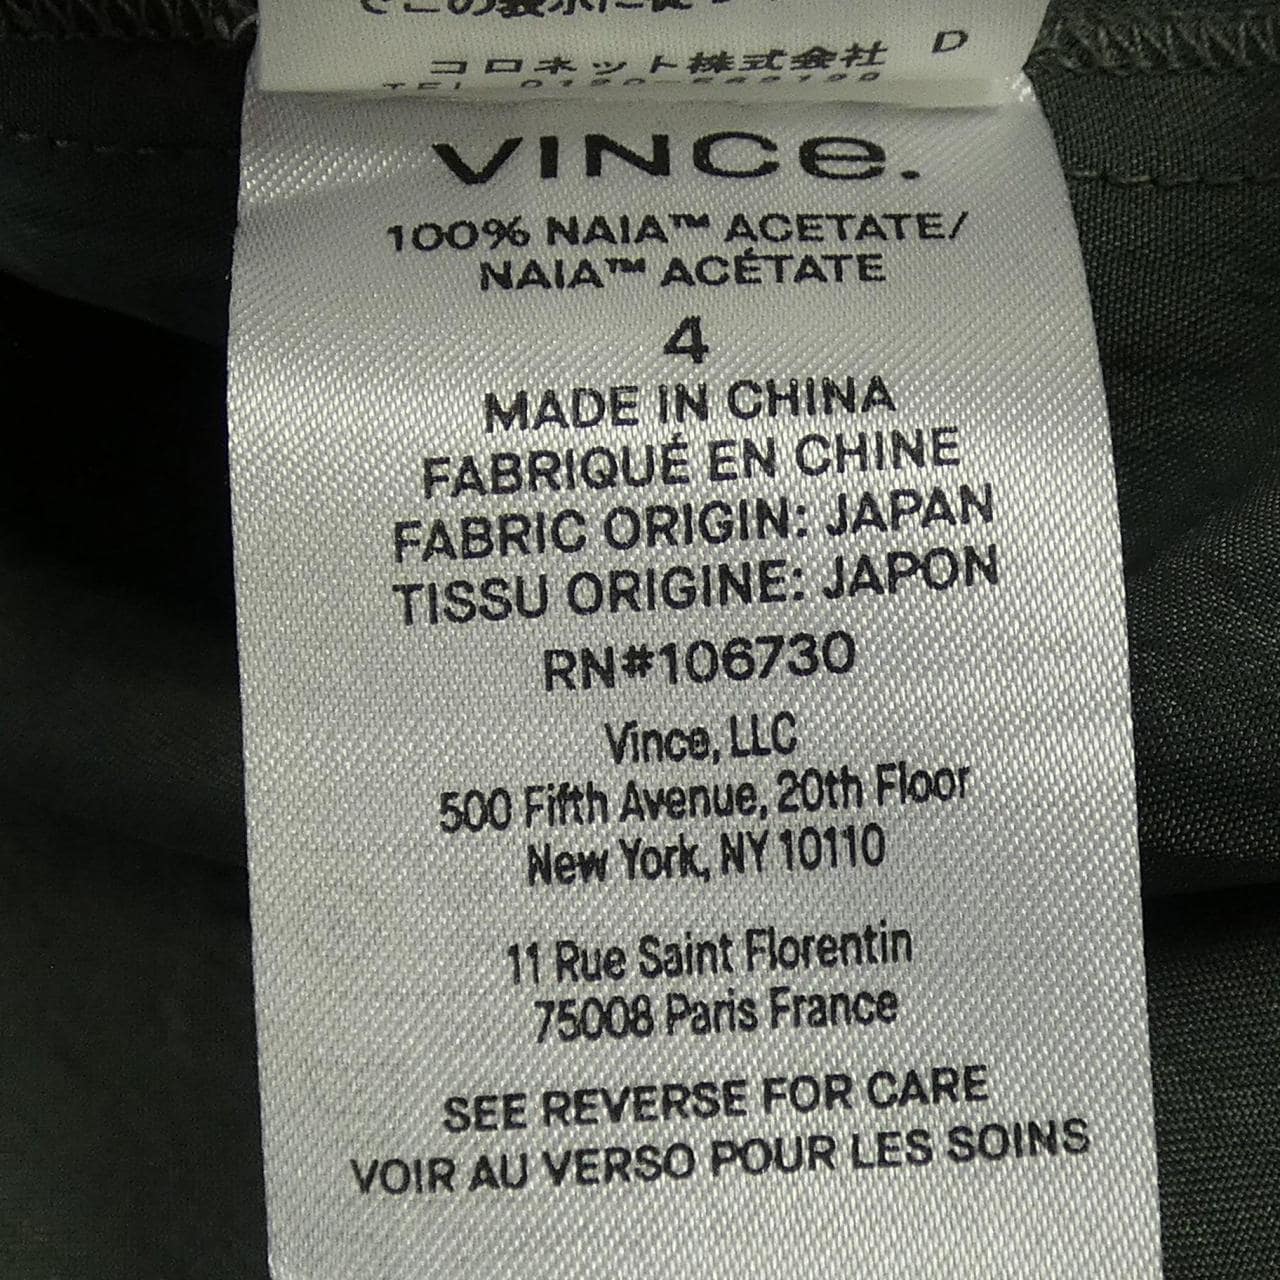 コロネット株式会社 D
VINCe.
100% NAIA™ ACETATE/
NAIA™ ACÉTATE
4
MADE IN CHINA
FABRIQUÉ EN CHINE
FABRIC ORIGIN: JAPAN
TISSU ORIGINE: JAPON
RN#106730
Vince, LLC
500 Fifth Avenue, 20th Floor
New York, NY 10110
11 Rue Saint Florentin
75008 Paris France
SEE REVERSE FOR CARE
VOIR AU VERSO POUR LES SOINS